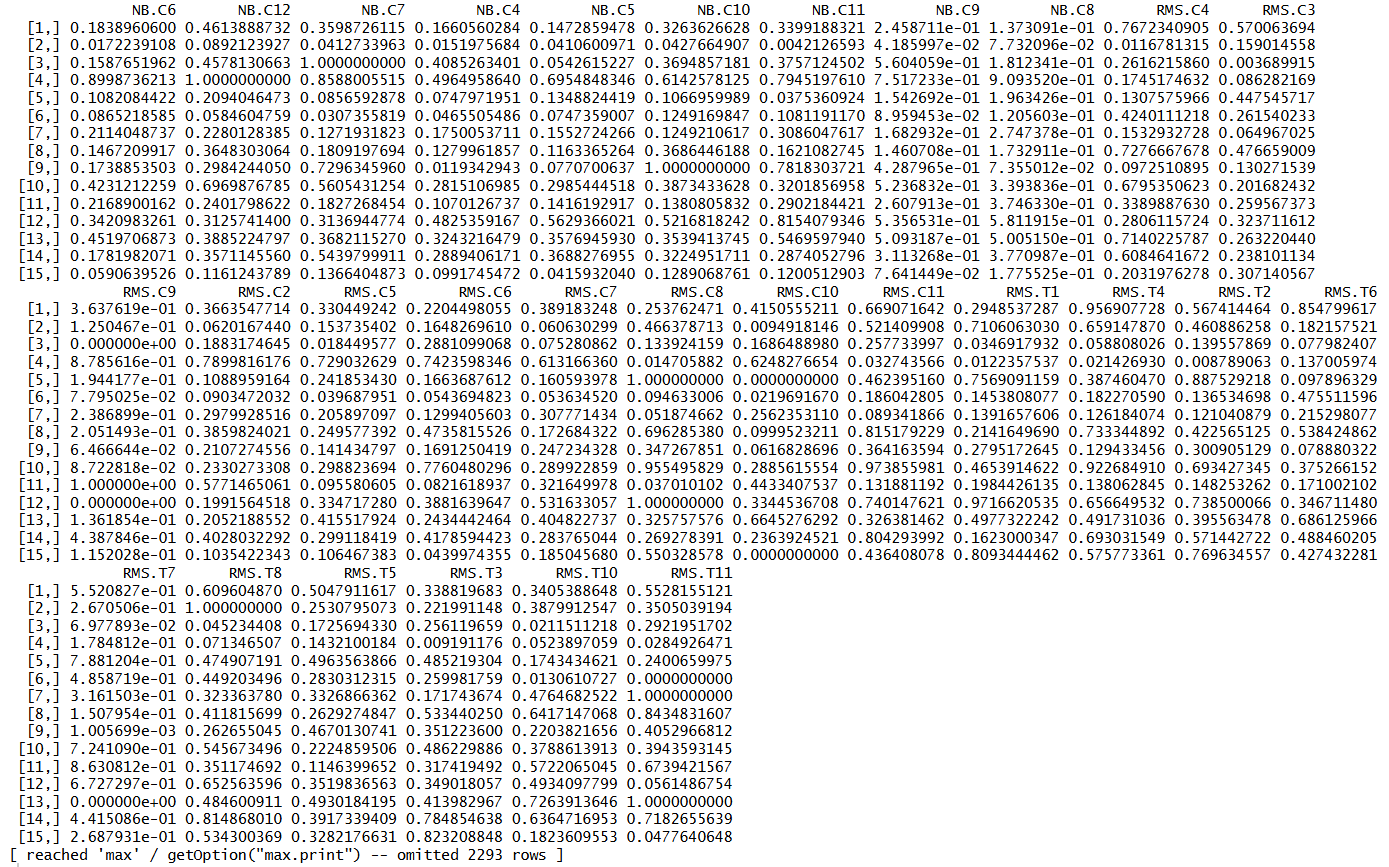 NB.C6 NB.C12 NB.C7 NB.C4 NB.C5 NB.C10 NB.C11 NB.C9 NB.C8 RMS.C4 RMS.C3
[1,] 0.1838960600 0.4613888732 0.3598726115 0.1660560284 0.1472859478 0.3263626628 0.3399188321 2.458711e-01 1.373091e-01 0.7672340905 0.570063694
[2,] 0.0172239108 0.0892123927 0.0412733963 0.0151975684 0.0410600971 0.0427664907 0.0042126593 4.185997e-02 7.732096e-02 0.0116781315 0.159014558
[3,] 0.1587651962 0.4578130663 1.0000000000 0.4085263401 0.0542615227 0.3694857181 0.3757124502 5.604059e-01 1.812341e-01 0.2616215860 0.003689915
[4,] 0.8998736213 1.0000000000 0.8588005515 0.4964958640 0.6954848346 0.6142578125 0.7945197610 7.517233e-01 9.093520e-01 0.1745174632 0.086282169
[5,] 0.1082084422 0.2094046473 0.0856592878 0.0747971951 0.1348824419 0.1066959989 0.0375360924 1.542692e-01 1.963426e-01 0.1307575966 0.447545717
[6,] 0.0865218585 0.0584604759 0.0307355819 0.0465505486 0.0747359007 0.1249169847 0.1081191170 8.959453e-02 1.205603e-01 0.4240111218 0.261540233
[7,] 0.2114048737 0.2280128385 0.1271931823 0.1750053711 0.1552724266 0.1249210617 0.3086047617 1.682932e-01 2.747378e-01 0.1532932728 0.064967025
[8,] 0.1467209917 0.3648303064 0.1809197694 0.1279961857 0.1163365264 0.3686446188 0.1621082745 1.460708e-01 1.732911e-01 0.7276667678 0.476659009
[9,] 0.1738853503 0.2984244050 0.7296345960 0.0119342943 0.0770700637 1.0000000000 0.7818303721 4.287965e-01 7.355012e-02 0.0972510895 0.130271539
[10,] 0.4231212259 0.6969876785 0.5605431254 0.2815106985 0.2985444518 0.3873433628 0.3201856958 5.236832e-01 3.393836e-01 0.6795350623 0.201682432
[11,] 0.2168900162 0.2401798622 0.1827268454 0.1070126737 0.1416192917 0.1380805832 0.2902184421 2.607913e-01 3.746330e-01 0.3389887630 0.259567373
[12,] 0.3420983261 0.3125741400 0.3136944774 0.4825359167 0.5629366021 0.5216818242 0.8154079346 5.356531e-01 5.811915e-01 0.2806115724 0.323711612
[13,] 0.4519706873 0.3885224797 0.3682115270 0.3243216479 0.3576945930 0.3539413745 0.5469597940 5.093187e-01 5.005150e-01 0.7140225787 0.263220440
[14,] 0.1781982071 0.3571145560 0.5439799911 0.2889406171 0.3688276955 0.3224951711 0.2874052796 3.113268e-01 3.770987e-01 0.6084641672 0.238101134
[15,] 0.0590639526 0.1161243789 0.1366404873 0.0991745472 0.0415932040 0.1289068761 0.1200512903 7.641449e-02 1.775525e-01 0.2031976278 0.307140567
RMS.C9 RMS.C2 RMS.C5 RMS.C6 RMS.C7 RMS.C8 RMS.C10 RMS.C11 RMS.T1 RMS.T4 RMS.T2 RMS.T6
[1,] 3.637619e-01 0.3663547714 0.330449242 0.2204498055 0.389183248 0.253762471 0.4150555211 0.669071642 0.2948537287 0.956907728 0.567414464 0.854799617
[2,] 1.250467e-01 0.0620167440 0.153735402 0.1648269610 0.060630299 0.466378713 0.0094918146 0.521409908 0.7106063030 0.659147870 0.460886258 0.182157521
[3,] 0.000000e+00 0.1883174645 0.018449577 0.2881099068 0.075280862 0.133924159 0.1686488980 0.257733997 0.0346917932 0.058808026 0.139557869 0.077982407
[4,] 8.785616e-01 0.7899816176 0.729032629 0.7423598346 0.613166360 0.014705882 0.6248276654 0.032743566 0.0122357537 0.021426930 0.008789063 0.137005974
[5,] 1.944177e-01 0.1088959164 0.241853430 0.1663687612 0.160593978 1.000000000 0.0000000000 0.462395160 0.7569091159 0.387460470 0.887529218 0.097896329
[6,] 7.795025e-02 0.0903472032 0.039687951 0.0543694823 0.053634520 0.094633006 0.0219691670 0.186042805 0.1453808077 0.182270590 0.136534698 0.475511596
[7,] 2.386899e-01 0.2979928516 0.205897097 0.1299405603 0.307771434 0.051874662 0.2562353110 0.089341866 0.1391657606 0.126184074 0.121040879 0.215298077
[8,] 2.051493e-01 0.3859824021 0.249577392 0.4735815526 0.172684322 0.696285380 0.0999523211 0.815179229 0.2141649690 0.733344892 0.422565125 0.538424862
[9,] 6.466644e-02 0.2107274556 0.141434797 0.1691250419 0.247234328 0.347267851 0.0616828696 0.364163594 0.2795172645 0.129433456 0.300905129 0.078880322
[10,] 8.722818e-02 0.2330273308 0.298823694 0.7760480296 0.289922859 0.955495829 0.2885615554 0.973855981 0.4653914622 0.922684910 0.693427345 0.375266152
[11,] 1.000000e+00 0.5771465061 0.095580605 0.0821618937 0.321649978 0.037010102 0.4433407537 0.131881192 0.1984426135 0.138062845 0.148253262 0.171002102
[12,] 0.000000e+00 0.1991564518 0.334717280 0.3881639647 0.531633057 1.000000000 0.3344536708 0.740147621 0.9716620535 0.656649532 0.738500066 0.346711480
[13,] 1.361854e-01 0.2052188552 0.415517924 0.2434442464 0.404822737 0.325757576 0.6645276292 0.326381462 0.4977322242 0.491731036 0.395563478 0.686125966
[14,] 4.387846e-01 0.4028032292 0.299118419 0.4178594423 0.283765044 0.269278391 0.2363924521 0.804293992 0.1623000347 0.693031549 0.571442722 0.488460205
[15,] 1.152028e-01 0.1035422343 0.106467383 0.0439974355 0.185045680 0.550328578 0.0000000000 0.436408078 0.8093444462 0.575773361 0.769634557 0.427432281
RMS.T7 RMS.T8 RMS.T5 RMS.T3 RMS.T10 RMS.T11
[1,] 5.520827e-01 0.609604870 0.5047911617 0.338819683 0.3405388648 0.5528155121
[2,] 2.670506e-01 1.000000000 0.2530795073 0.221991148 0.3879912547 0.3505039194
[3,] 6.977893e-02 0.045234408 0.1725694330 0.256119659 0.0211511218 0.2921951702
[4,] 1.784812e-01 0.071346507 0.1432100184 0.009191176 0.0523897059 0.0284926471
[5,] 7.881204e-01 0.474907191 0.4963563866 0.485219304 0.1743434621 0.2400659975
[6,] 4.858719e-01 0.449203496 0.2830312315 0.259981759 0.0130610727 0.0000000000
[7,] 3.161503e-01 0.323363780 0.3326866362 0.171743674 0.4764682522 1.0000000000
[8,] 1.507954e-01 0.411815699 0.2629274847 0.533440250 0.6417147068 0.8434831607
[9,] 1.005699e-03 0.262655045 0.4670130741 0.351223600 0.2203821656 0.4052966812
[10,] 7.241090e-01 0.545673496 0.2224859506 0.486229886 0.3788613913 0.3943593145
[11,] 8.630812e-01 0.351174692 0.1146399652 0.317419492 0.5722065045 0.6739421567
[12,] 6.727297e-01 0.652563596 0.3519836563 0.349018057 0.4934097799 0.0561486754
[13,] 0.000000e+00 0.484600911 0.4930184195 0.413982967 0.7263913646 1.0000000000
[14,] 4.415086e-01 0.814868010 0.3917339409 0.784854638 0.6364716953 0.7182655639
[15,] 2.687931e-01 0.534300369 0.3282176631 0.823208848 0.1823609553 0.0477640648
[ reached 'max' / getOption("max.print") -- omitted 2293 rows ]